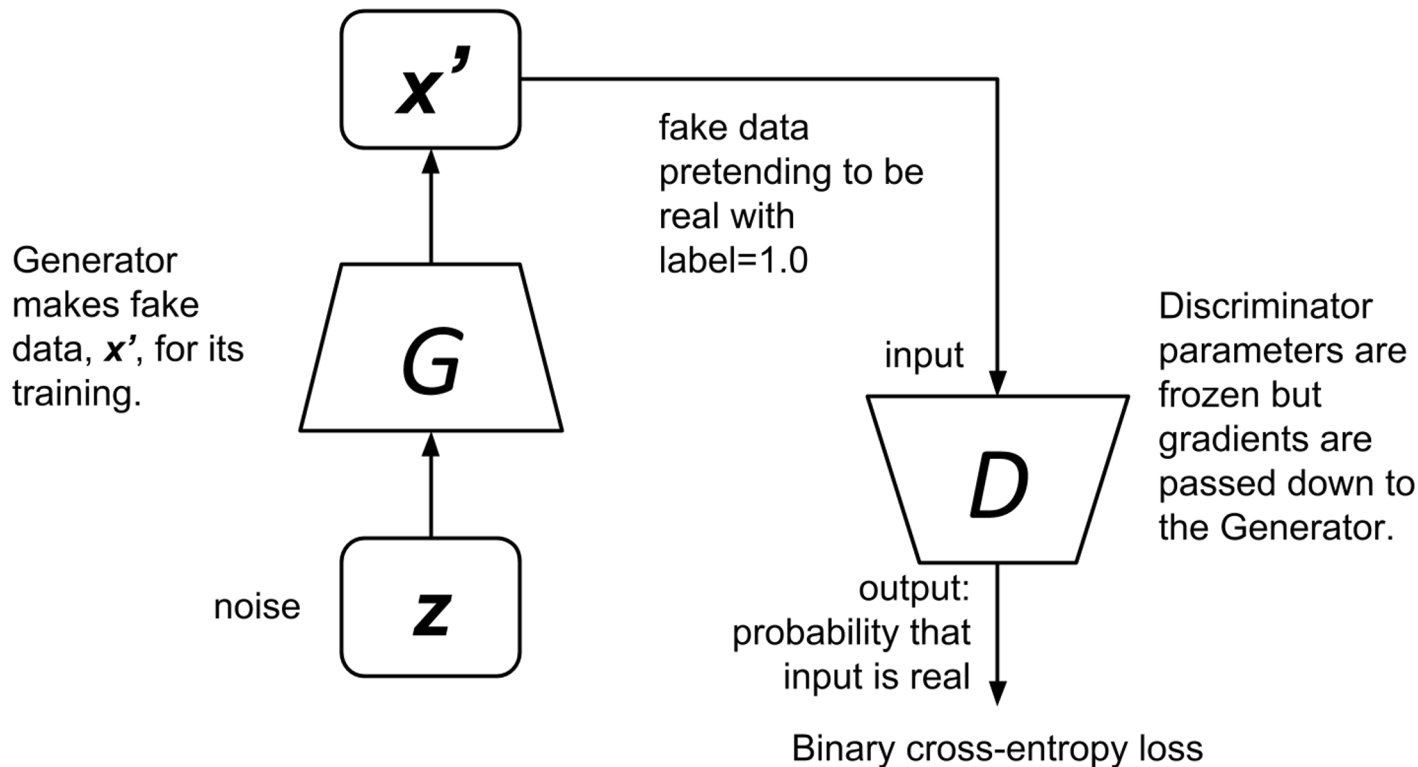 x’
fake data
pretending to be
real with
label=1.0
Generator
makes fake
data, x’, for its
training.
G
noise
z
input
D
Discriminator
parameters are
frozen but
gradients are
passed down to
the Generator.
output:
probability that
input is real
Binary cross-entropy loss